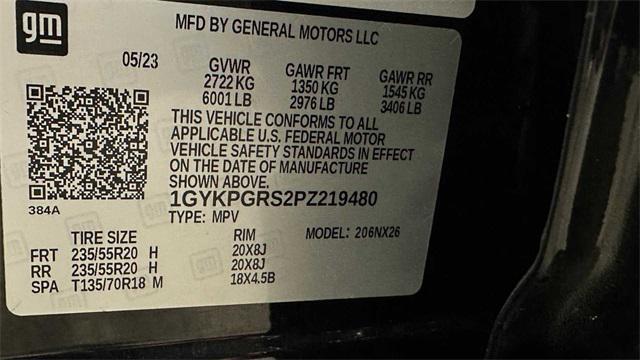 gm
MFD BY GENERAL MOTORS LLC
05/23
GVWR GAWR FRT GAWR RR
2722 KG 1350 KG 1545 KG
6001 LB 2976 LB 3406 LB
THIS VEHICLE CONFORMS TO ALL
APPLICABLE U.S. FEDERAL MOTOR
VEHICLE SAFETY STANDARDS IN EFFECT
ON THE DATE OF MANUFACTURE
SHOWN ABOVE.
384A
1GYKPGRS2PZ219480
TYPE: MPV
TIRE SIZE RIM MODEL: 206NX26
FRT 235/55R20 H 20X8J
RR 235/55R20 H 20X8J
SPA T135/70R18 M 18X4.5B